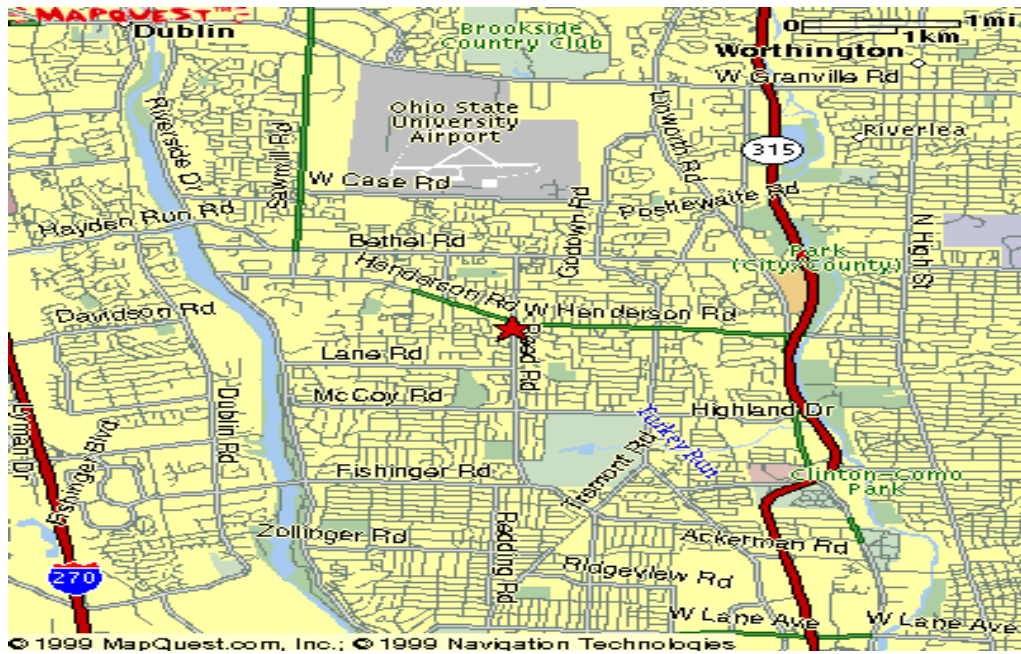 MAPQUEST™
Dublin
Brookside
Country Club
0 1mi
1km
Worthington
W Granville Rd
Ohio State
University
Airport
Riverside Dr
Sawmill Rd
Linworth Rd
Riverlea
315
W Case Rd
Godown Rd
Posthewaite Rd
Hayden Run Rd
Bethel Rd
N High St
Park
(City/County)
Henderson Rd
W Henderson Rd
Davidson Rd
Reed Rd
Lane Rd
McCoy Rd
Highland Dr
Dublin Rd
Lyman Dr
Fishinger Blvd
Turkey Run
Tremont Rd
Fishinger Rd
Clinton-Como
Park
Zollinger Rd
Redding Rd
Ackerman Rd
270
Ridgeview Rd
W Lane Ave
W Lane Ave
© 1999 MapQuest.com, Inc.; © 1999 Navigation Technologies